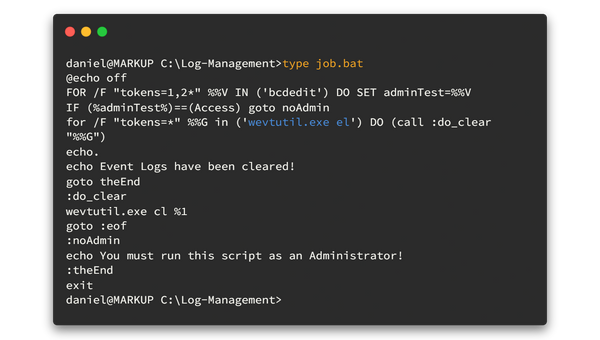 daniel@MARKUP C:\Log-Management>type job.bat
@echo off
FOR /F "tokens=1,2*" %%V IN ('bcdedit') DO SET adminTest=%%V
IF (%adminTest%)==(Access) goto noAdmin
for /F "tokens=*" %%G in ('wevtutil.exe el') DO (call :do_clear
"%%G")
echo.
echo Event Logs have been cleared!
goto theEnd
:do_clear
wevtutil.exe cl %1
goto :eof
:noAdmin
echo You must run this script as an Administrator!
:theEnd
exit
daniel@MARKUP C:\Log-Management>